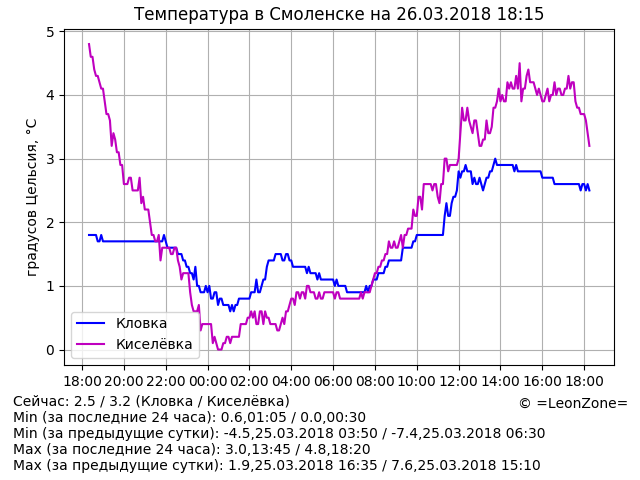 Температура в Смоленске на 26.03.2018 18:15
градусов Цельсия, °C
5
4
3
2
1
0
Кловка
Киселёвка
18:00 20:00 22:00 00:00 02:00 04:00 06:00 08:00 10:00 12:00 14:00 16:00 18:00
Сейчас: 2.5 / 3.2 (Кловка / Киселёвка)
© =LeonZone=
Min (за последние 24 часа): 0.6,01:05 / 0.0,00:30
Min (за предыдущие сутки): -4.5,25.03.2018 03:50 / -7.4,25.03.2018 06:30
Max (за последние 24 часа): 3.0,13:45 / 4.8,18:20
Max (за предыдущие сутки): 1.9,25.03.2018 16:35 / 7.6,25.03.2018 15:10